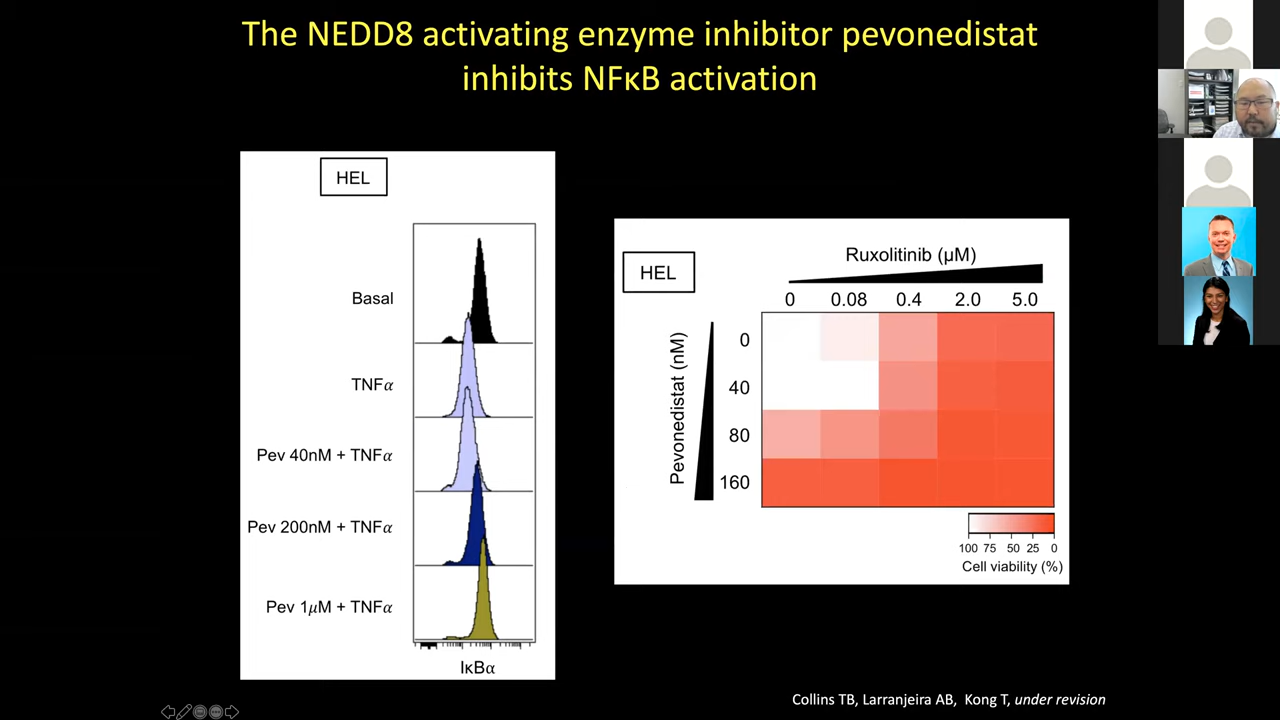 The NEDD8 activating enzyme inhibitor pevonedistat
inhibits NFκB activation
HEL
Basal
TNFα
Pev 40nM + TNFα
Pev 200nM + TNFα
Pev 1μM + TNFα
IκBα
HEL
Ruxolitinib (μM)
0 0.08 0.4 2.0 5.0
Pevonedistat (nM)
0
40
80
160
100 75 50 25 0
Cell viability (%)
Collins TB, Larranjeira AB, Kong T, under revision